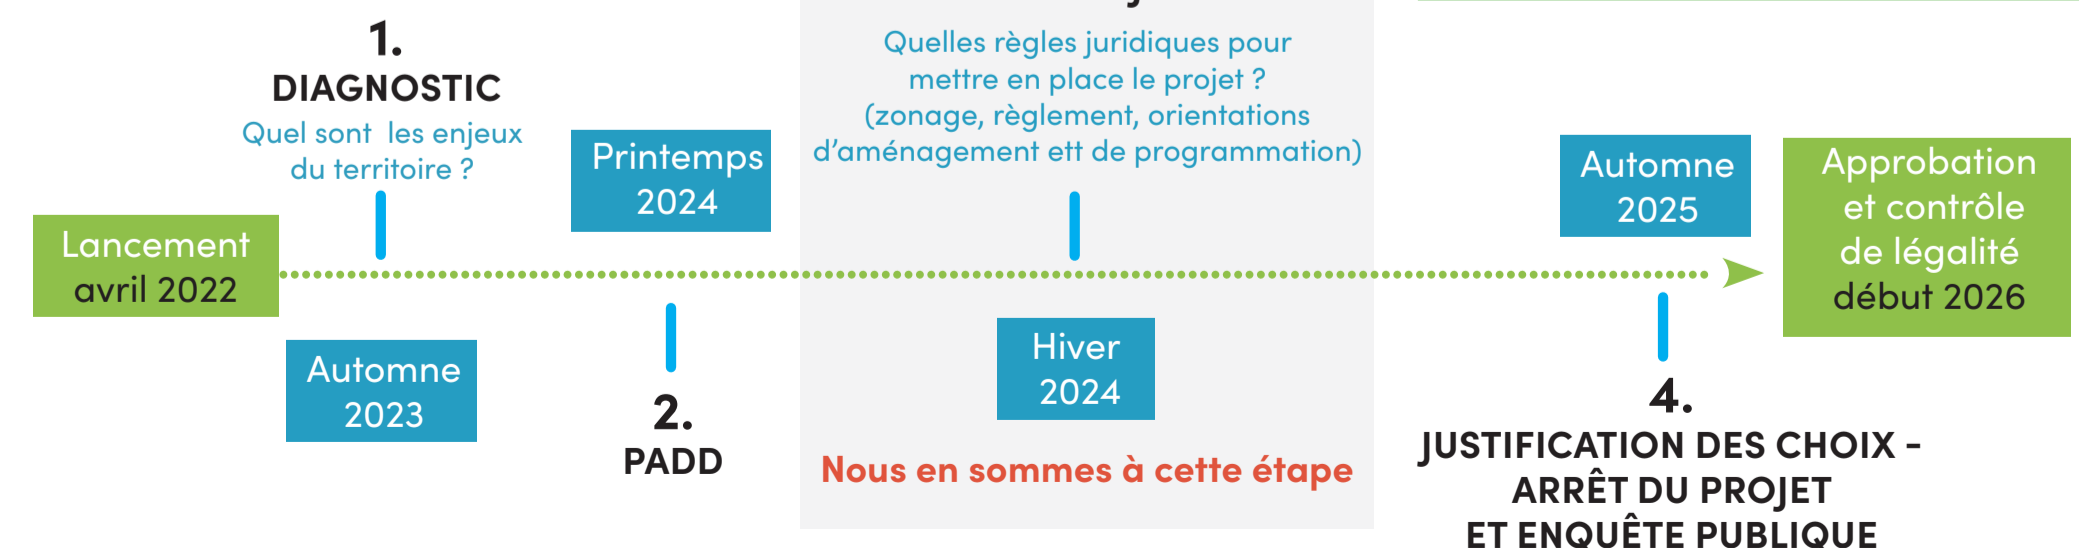 Lancement
avril 2022
1.
DIAGNOSTIC
Quel sont les enjeux
du territoire ?
Automne
2023
Printemps
2024
2.
PADD
Quelles règles juridiques pour
mettre en place le projet ?
(zonage, règlement, orientations
d'aménagement ett de programmation)
Hiver
2024
Nous en sommes à cette étape
Automne
2025
4.
JUSTIFICATION DES CHOIX -
ARRÊT DU PROJET
ET ENQUÊTE PUBLIQUE
Approbation
et contrôle
de légalité
début 2026